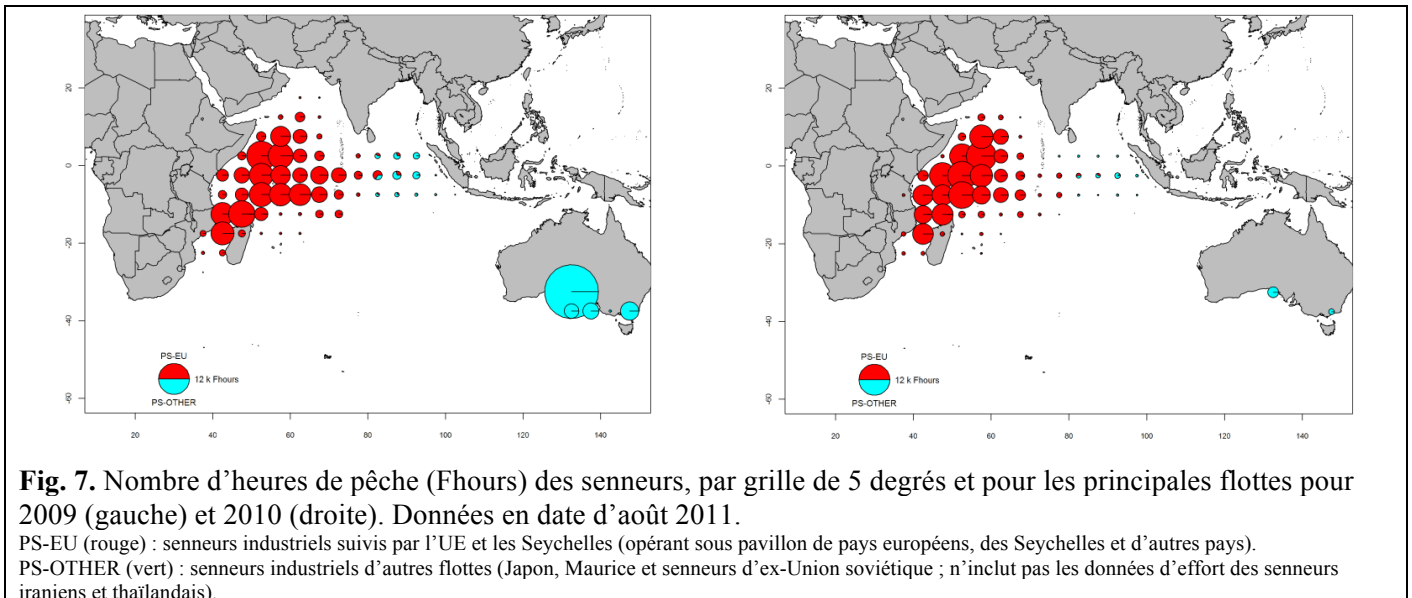 20
0
-20
-40
-60
20 40 60 80 100 120 140
PS-EU
12 k Fhours
PS-OTHER
20
0
-20
-40
-60
20 40 60 80 100 120 140
PS-EU
12 k Fhours
PS-OTHER
Fig. 7. Nombre d’heures de pêche (Fhours) des senneurs, par grille de 5 degrés et pour les principales flottes pour
2009 (gauche) et 2010 (droite). Données en date d’août 2011.
PS-EU (rouge) : senneurs industriels suivis par l’UE et les Seychelles (opérant sous pavillon de pays européens, des Seychelles et d’autres pays).
PS-OTHER (vert) : senneurs industriels d’autres flottes (Japon, Maurice et senneurs d’ex-Union soviétique ; n’inclut pas les données d’effort des senneurs
iraniens et thaïlandais).